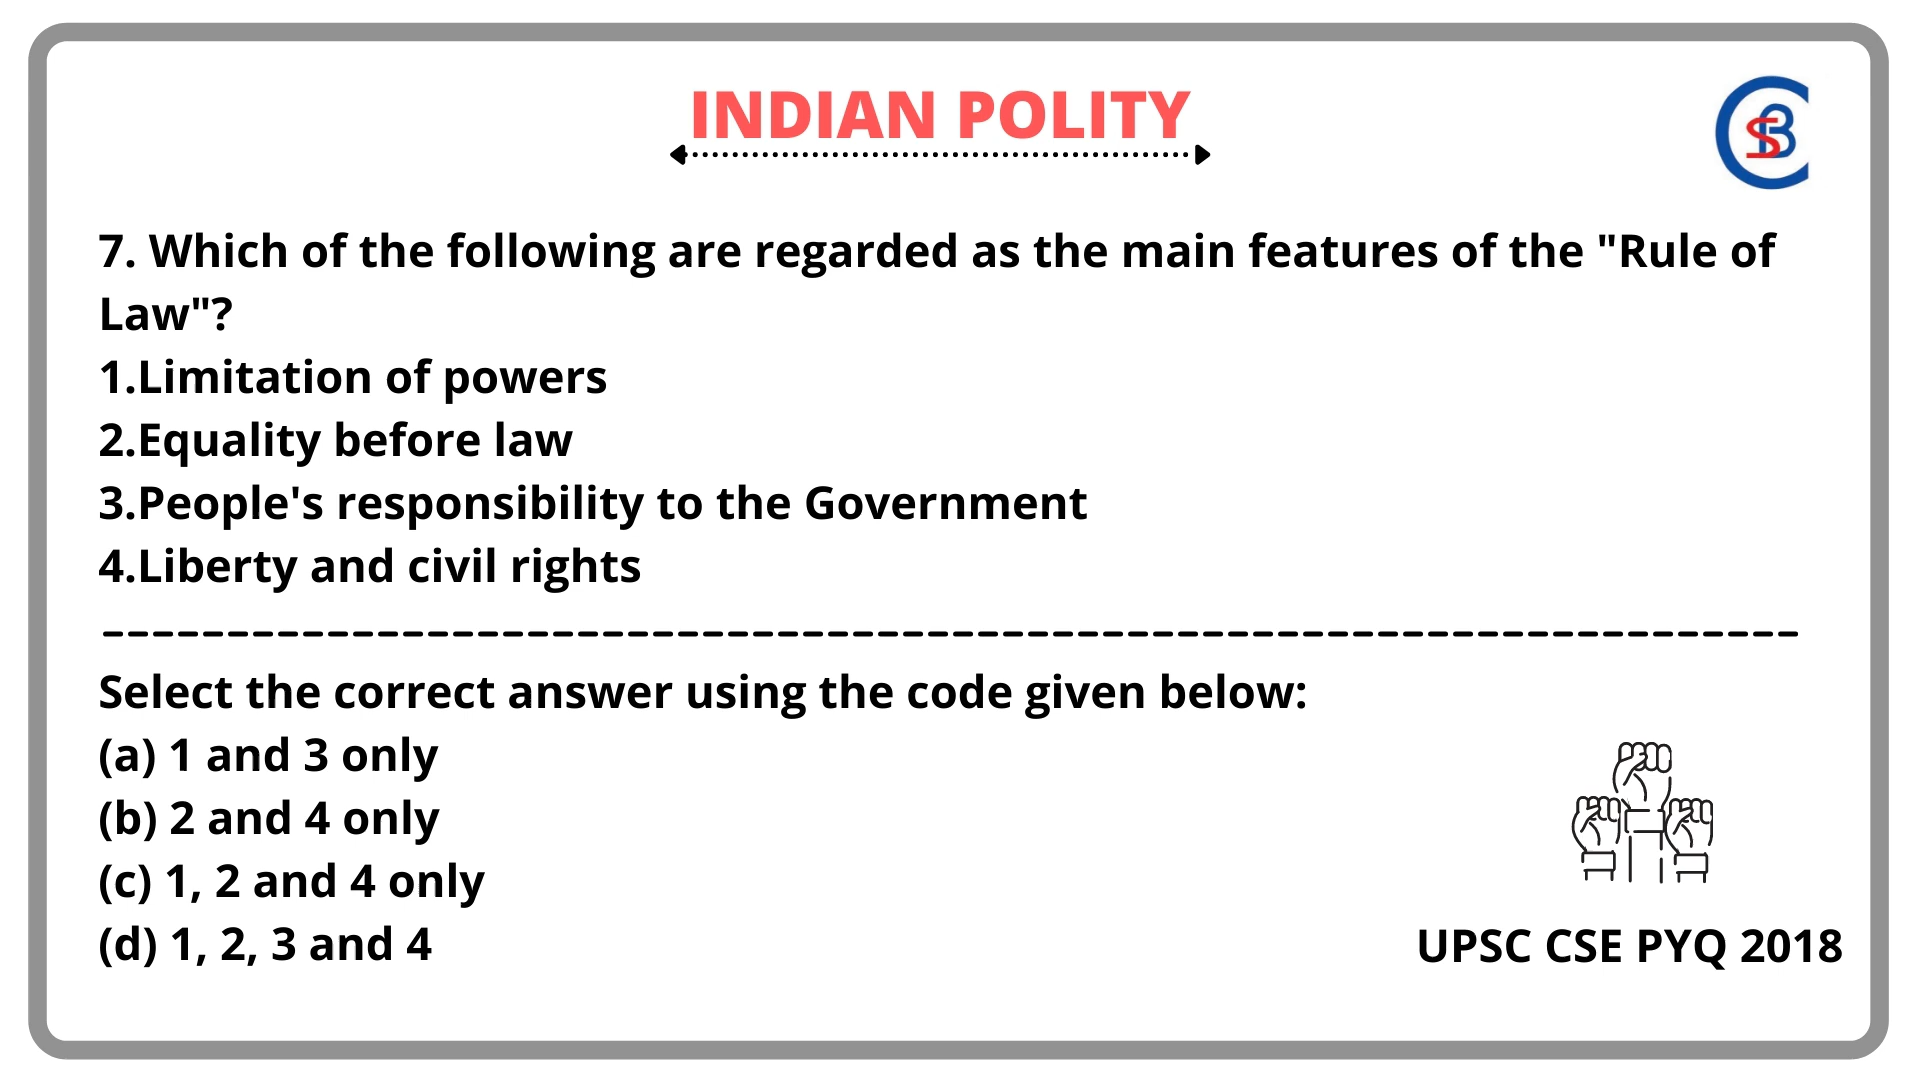 INDIAN POLITY
7. Which of the following are regarded as the main features of the "Rule of
Law"?
1.Limitation of powers
2.Equality before law
3.People's responsibility to the Government
4.Liberty and civil rights
Select the correct answer using the code given below:
(a) 1 and 3 only
(b) 2 and 4 only
(c) 1, 2 and 4 only
(d) 1, 2, 3 and 4
UPSC CSE PYQ 2018